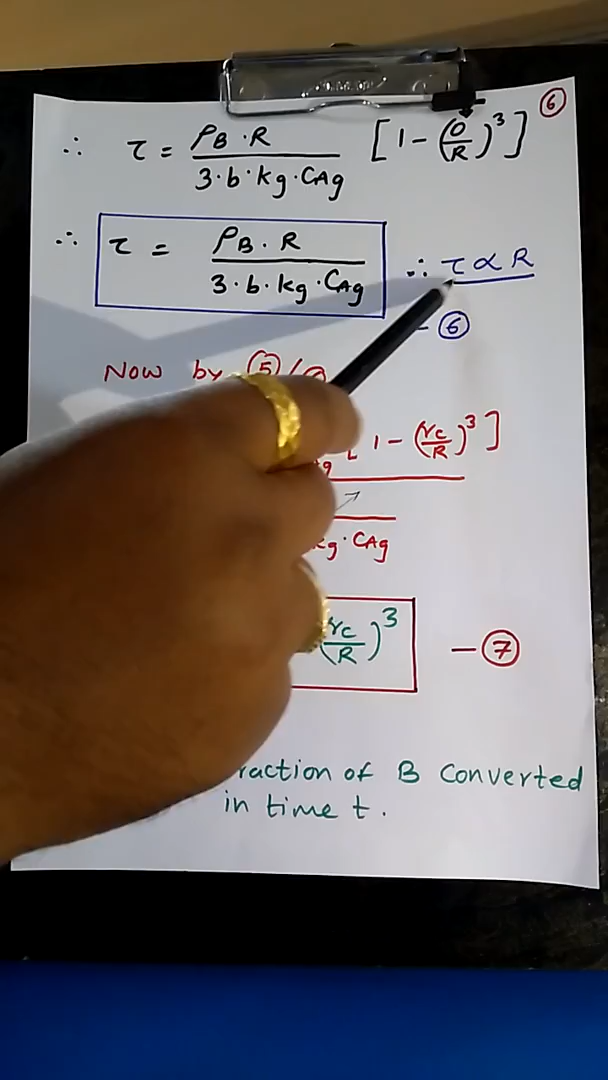 ⑥
∴ τ = ρB·R / 3·b·kg·CAg [1-(0/R)³]
∴ τ = ρB·R / 3·b·kg·CAg ∴ τ ∝ R
- ⑥
Now by ⑤/
[1-(rc/R)³]
kg·CAg
(rc/R)³ -⑦
raction of B Converted
in time t.